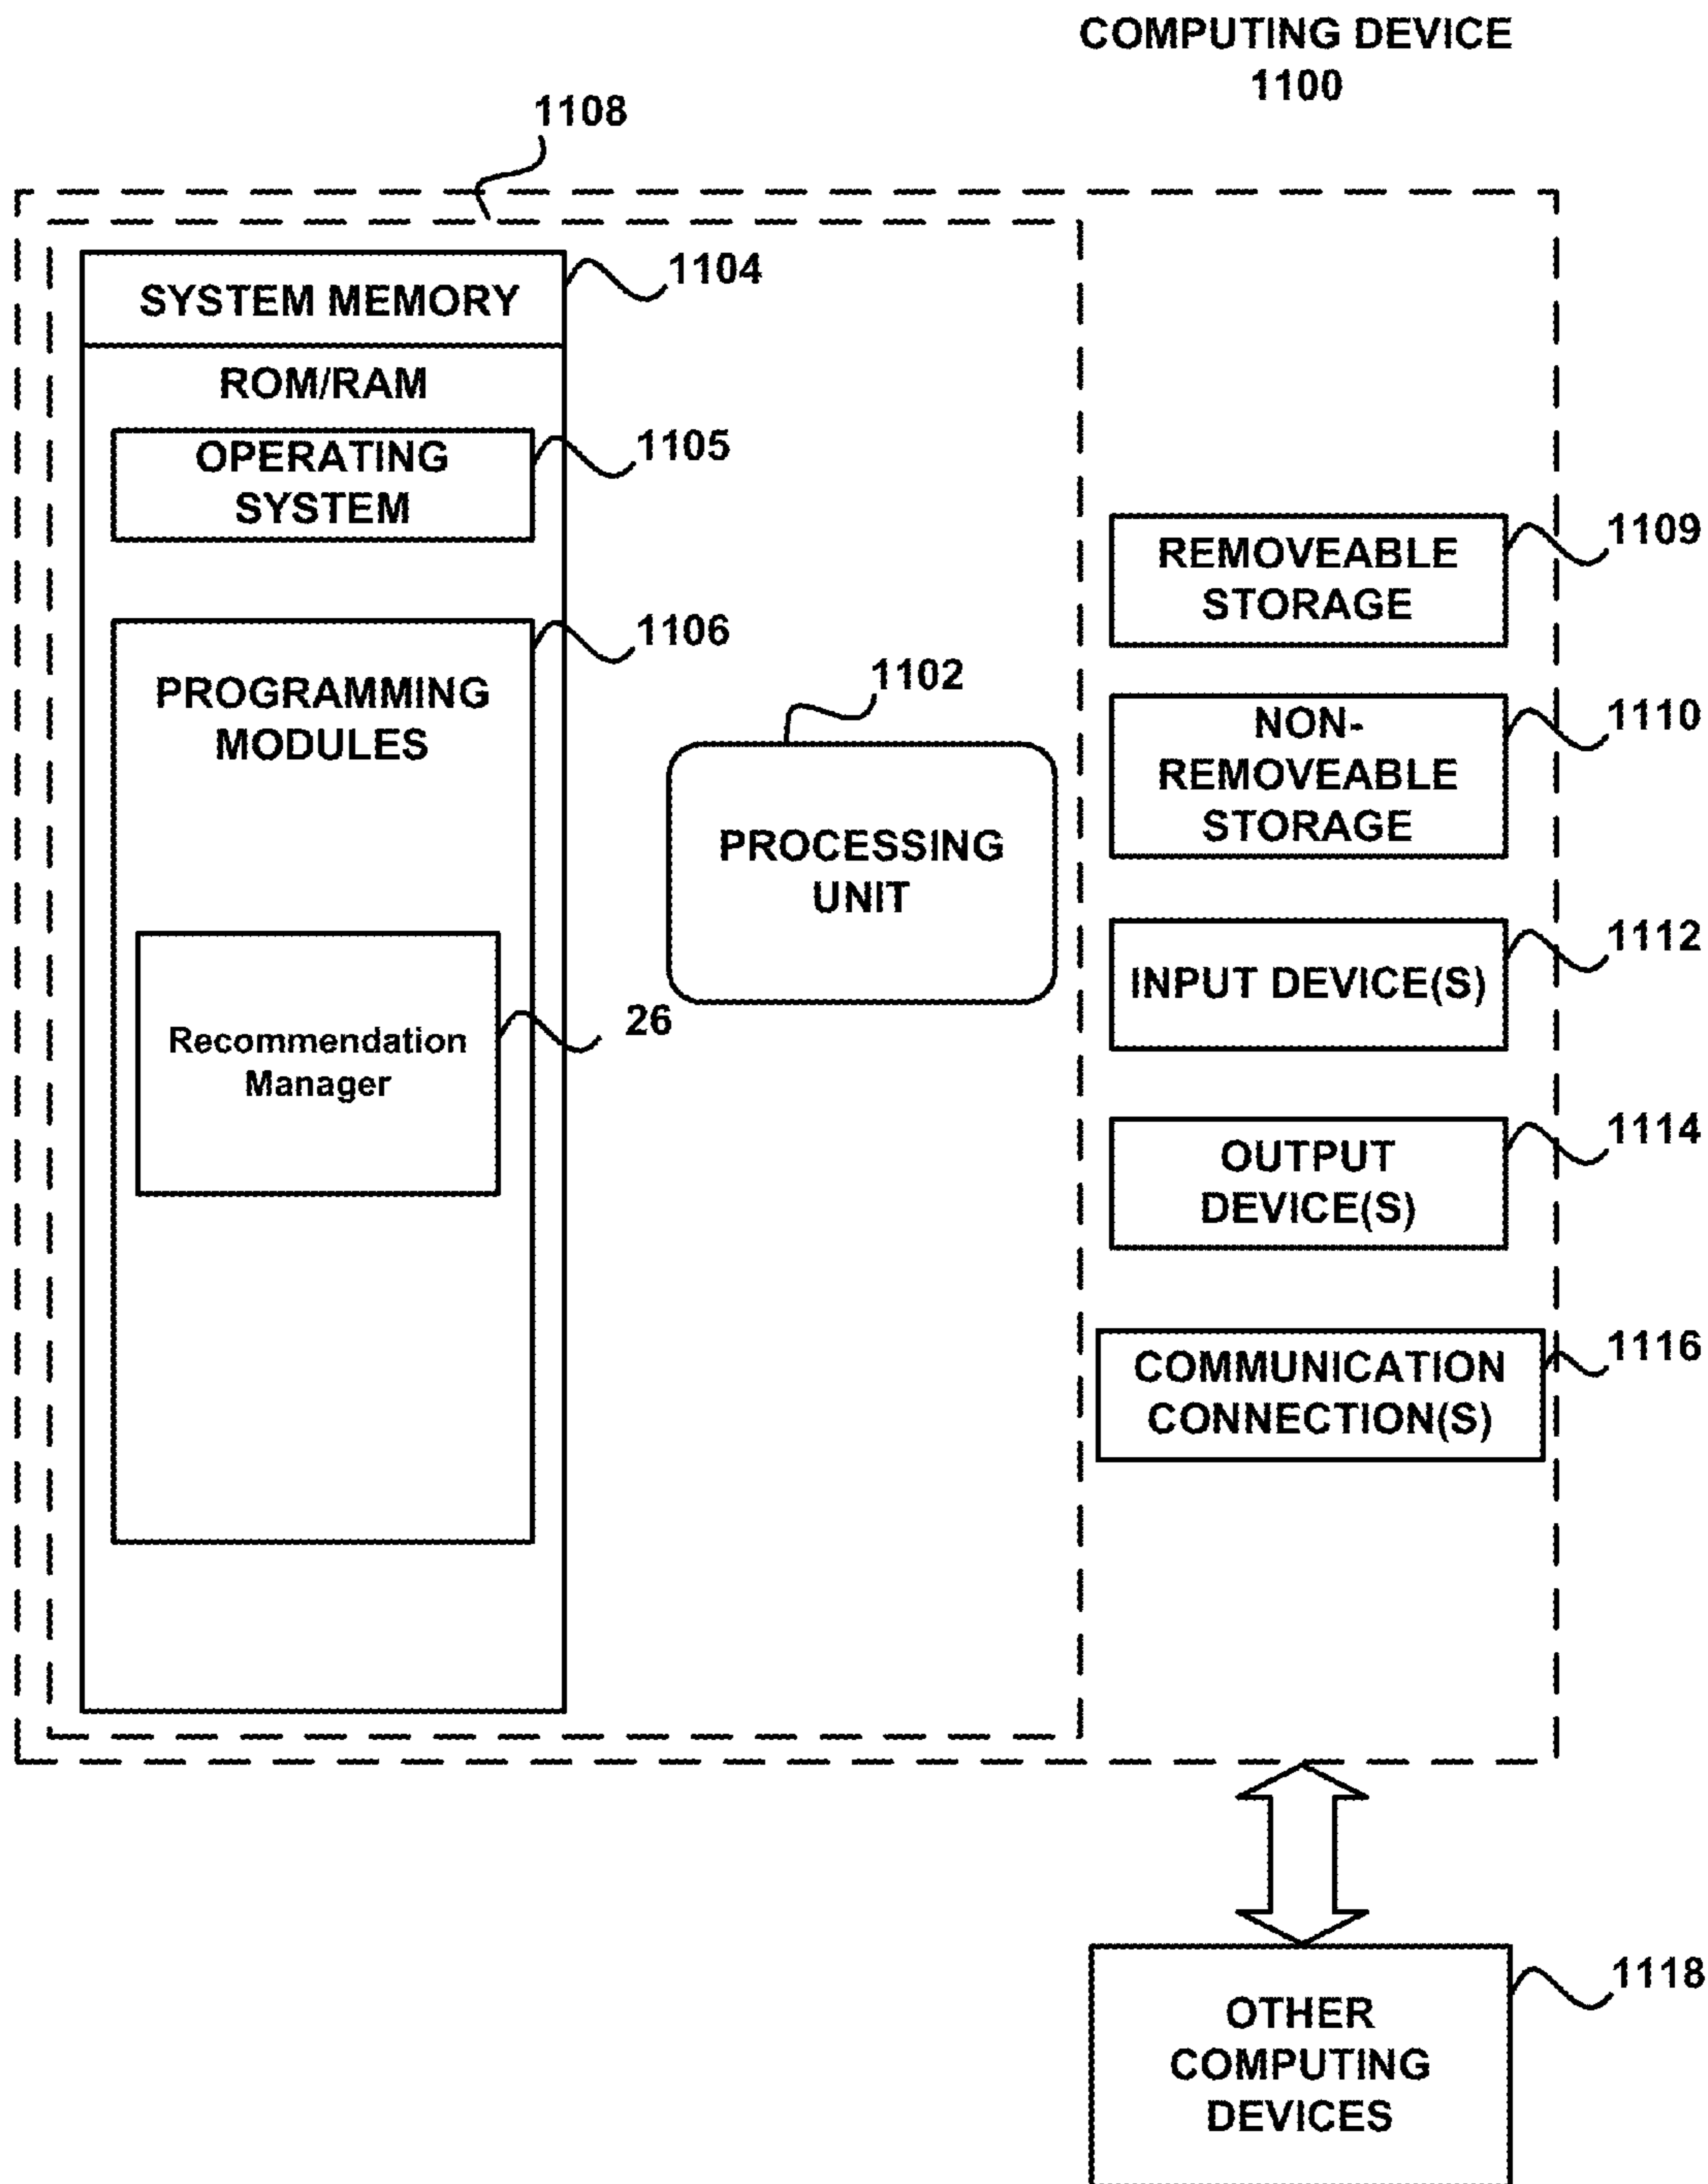 COMPUTING DEVICE
1100
1108
1104
SYSTEM MEMORY
ROM/RAM
1105
OPERATING
SYSTEM
1106
PROGRAMMING
MODULES
26
Recommendation
Manager
1102
PROCESSING
UNIT
1109
REMOVEABLE
STORAGE
1110
NON-
REMOVEABLE
STORAGE
1112
INPUT DEVICE(S)
1114
OUTPUT
DEVICE(S)
1116
COMMUNICATION
CONNECTION(S)
1118
OTHER
COMPUTING
DEVICES